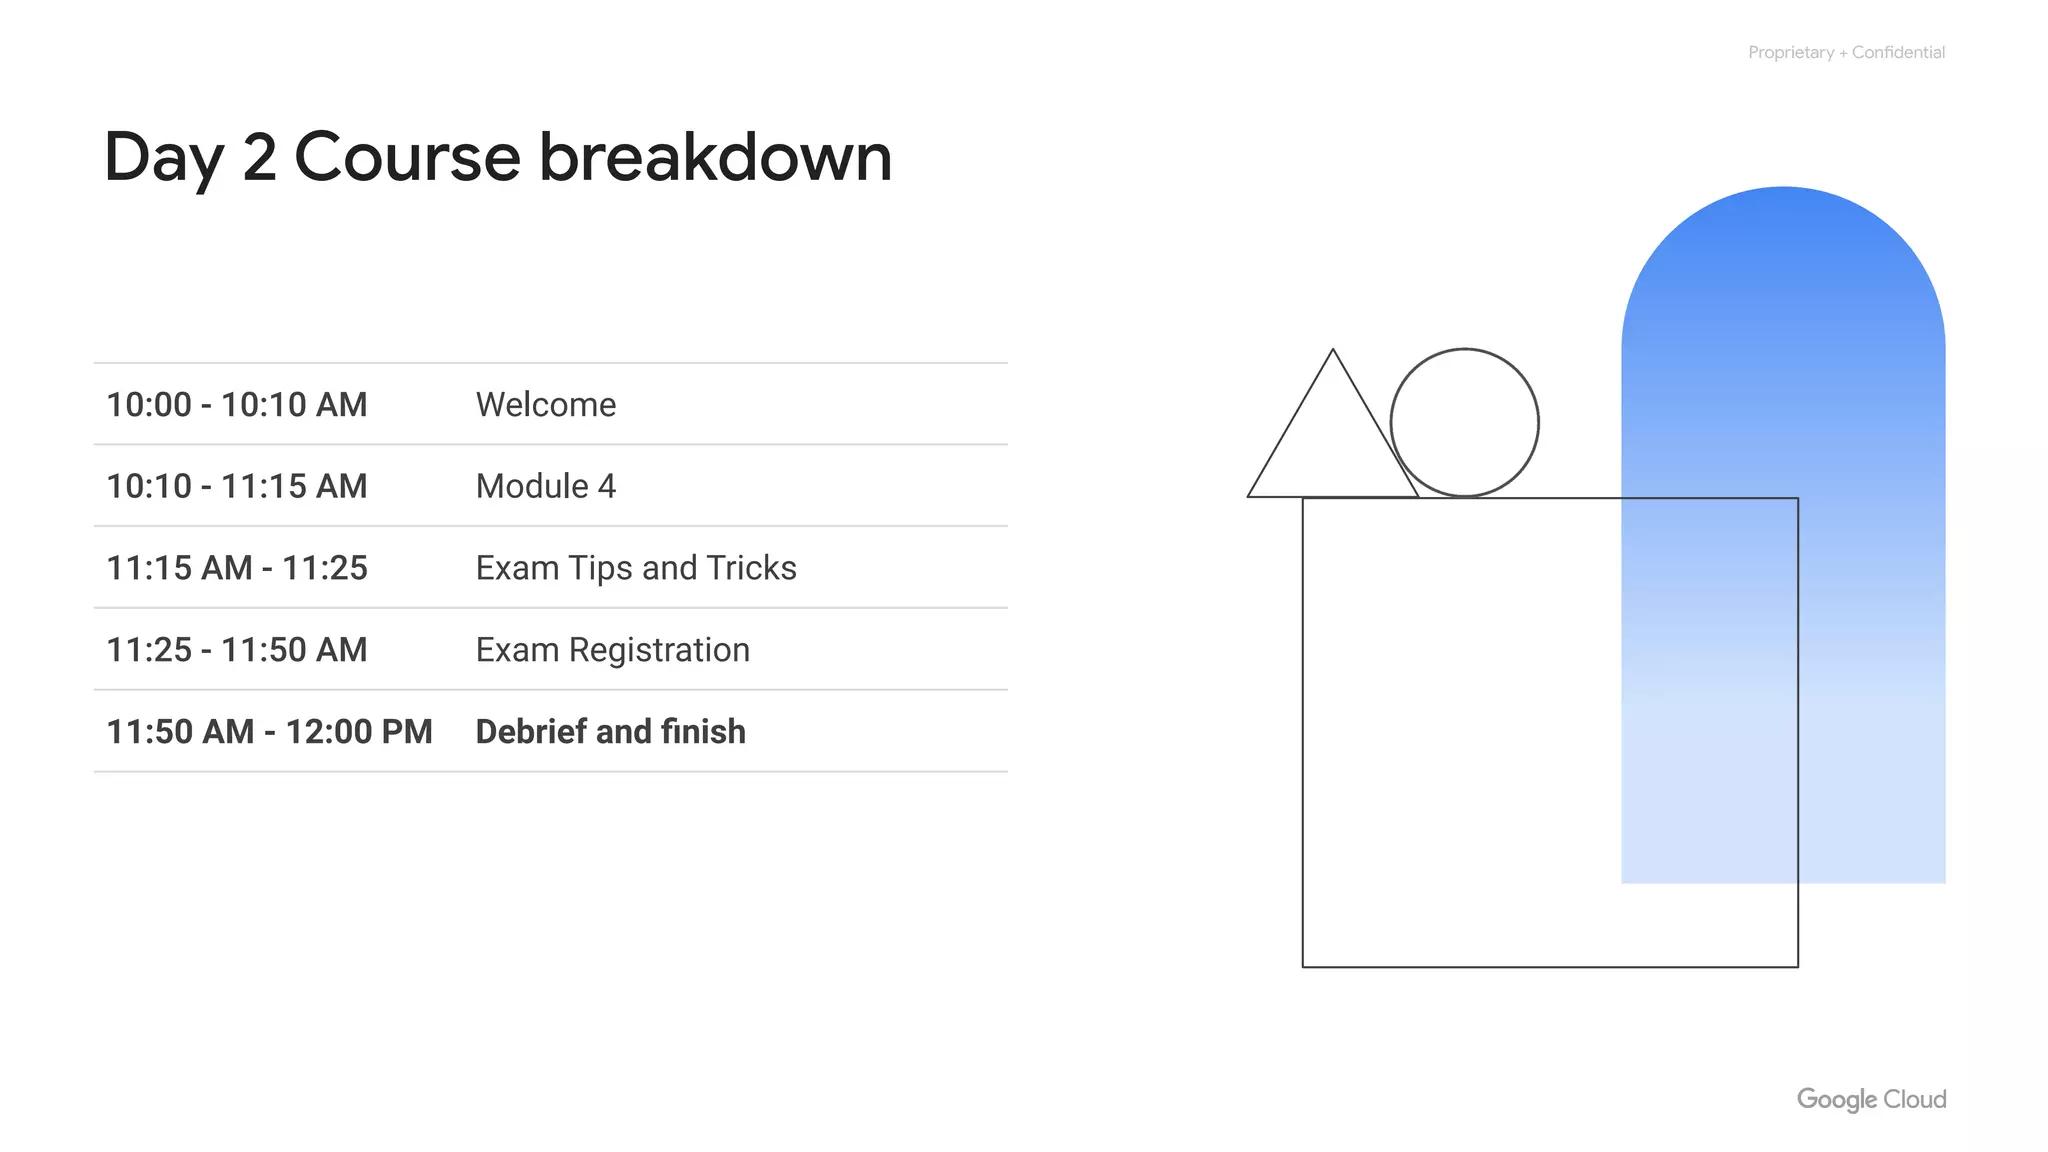 Proprietary + Confidential
Day 2 Course breakdown
10:00 - 10:10 AM Welcome
10:10 - 11:15 AM Module 4
11:15 AM - 11:25 Exam Tips and Tricks
11:25 - 11:50 AM Exam Registration
11:50 AM - 12:00 PM Debrief and finish
Google Cloud